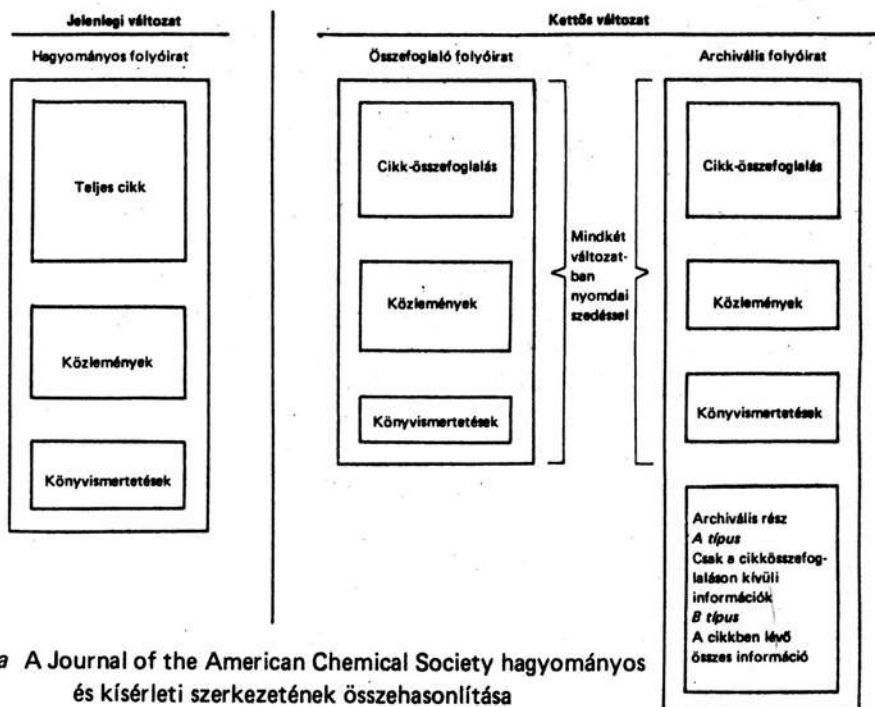 Jelenlegi változat
Hagyományos folyóirat
Teljes cikk
Közlemények
Könyvismertetések
Kettős változat
Összefoglaló folyóirat
Cikk-összefoglalás
Közlemények
Könyvismertetések
Mindkét
változat-
ban
nyomdai
szedéssel
Archivális folyóirat
Cikk-összefoglalás
Közlemények
Könyvismertetések
Archivális rész
A típus
Csak a cikkösszefog-
laláson kívüli
információk
B típus
A cikkben lévő
összes információ
a A Journal of the American Chemical Society hagyományos
és kísérleti szerkezetének összehasonlítása